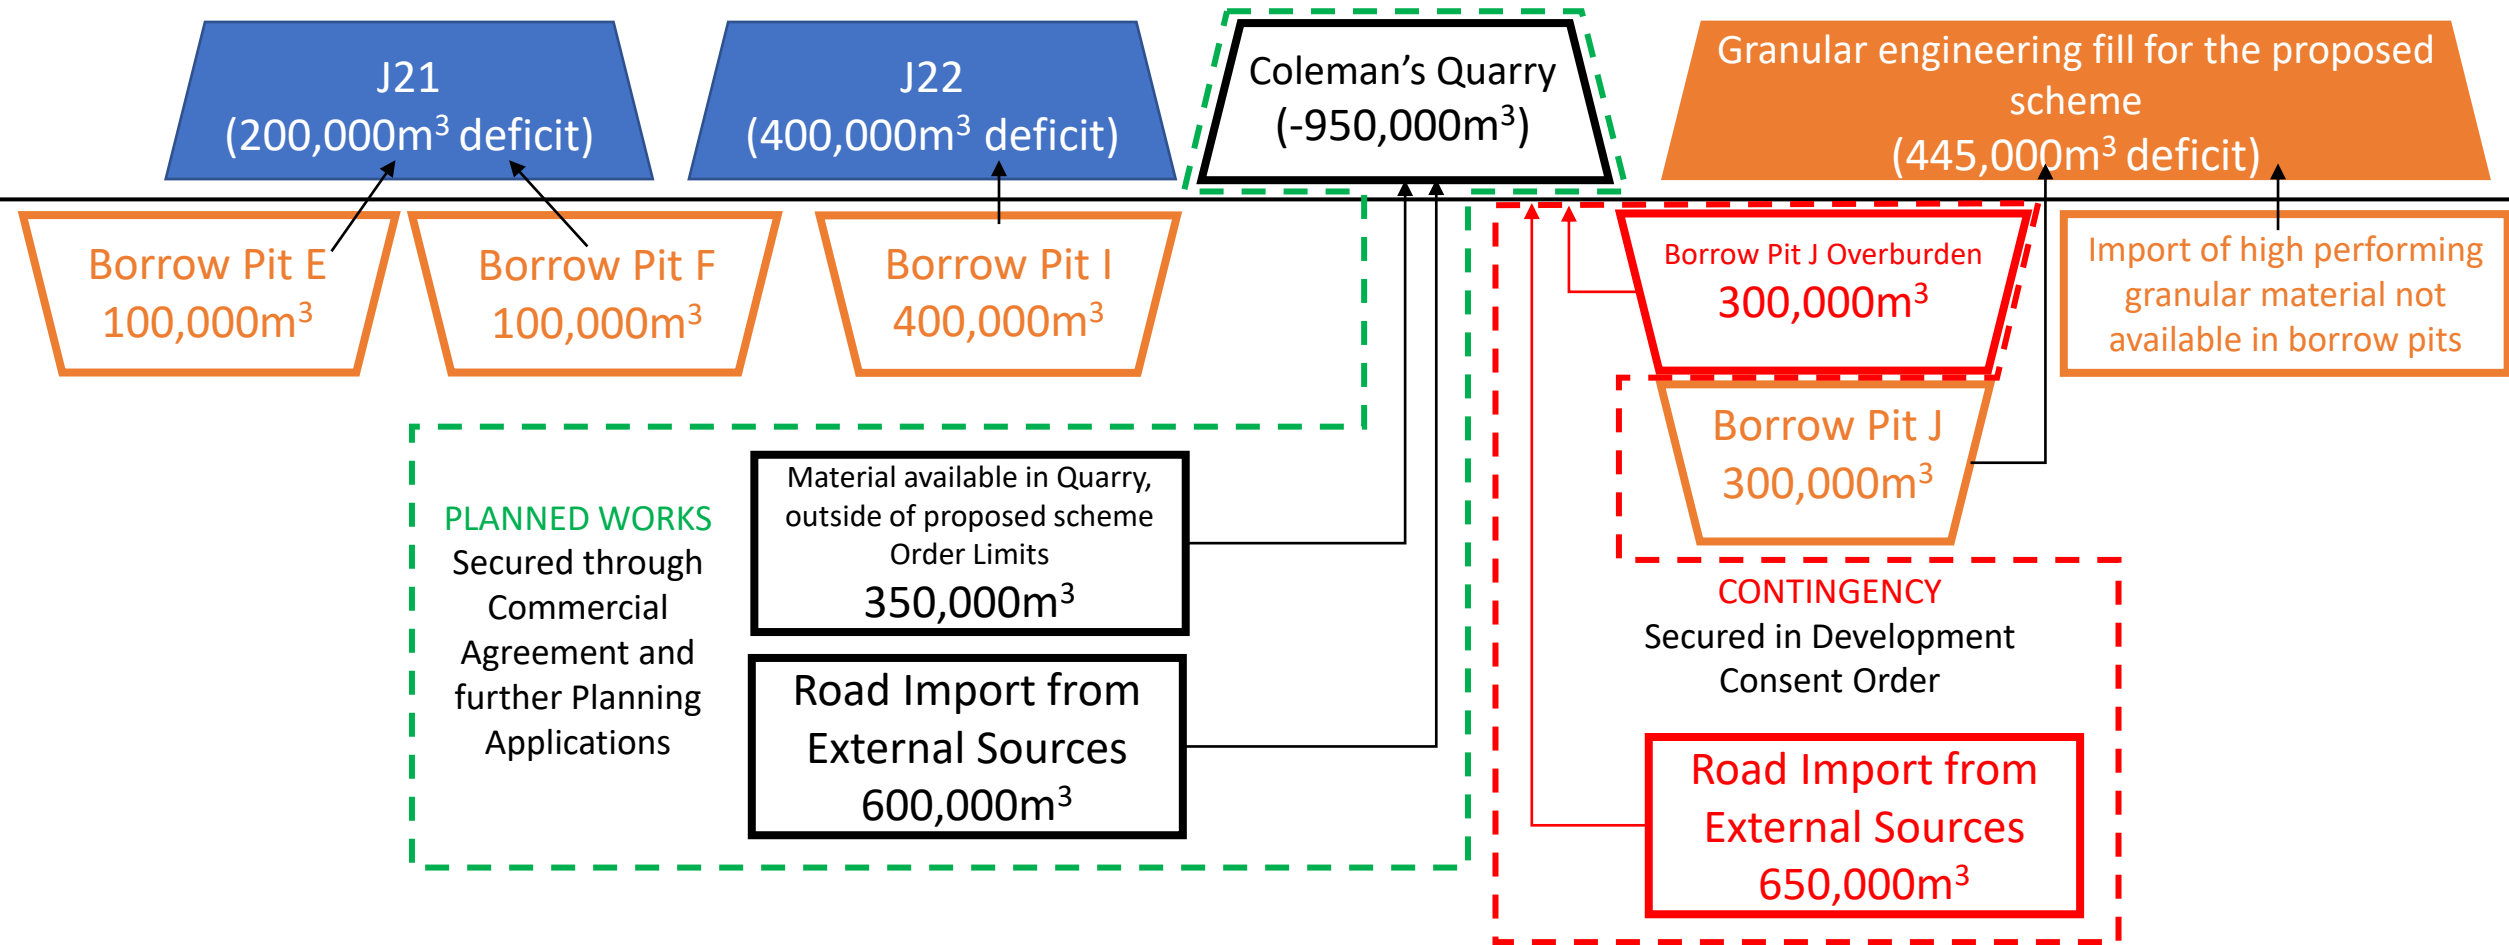 J21
(200,000m³ deficit)
J22
(400,000m³ deficit)
Coleman’s Quarry
(-950,000m³)
Granular engineering fill for the proposed
scheme
(445,000m³ deficit)
Borrow Pit E
100,000m³
Borrow Pit F
100,000m³
Borrow Pit I
400,000m³
Borrow Pit J Overburden
300,000m³
Import of high performing
granular material not
available in borrow pits
Borrow Pit J
300,000m³
PLANNED WORKS
Secured through
Commercial
Agreement and
further Planning
Applications
Material available in Quarry,
outside of proposed scheme
Order Limits
350,000m³
Road Import from
External Sources
600,000m³
CONTINGENCY
Secured in Development
Consent Order
Road Import from
External Sources
650,000m³